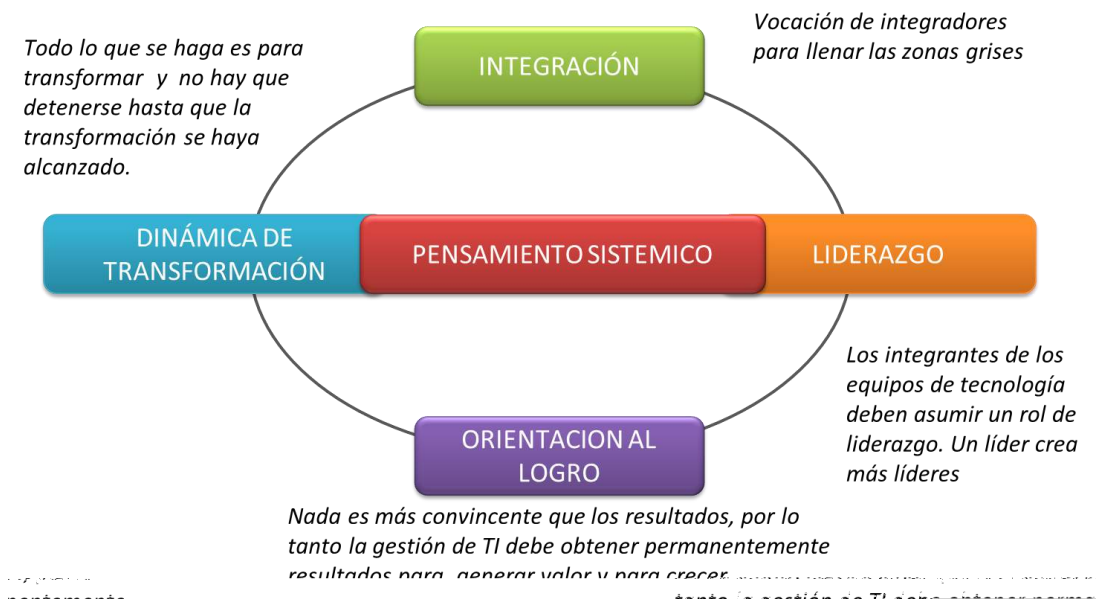 Todo lo que se haga es para
transformar y no hay que
detenerse hasta que la
transformación se haya
alcanzado.
INTEGRACIÓN
Vocación de integradores
para llenar las zonas grises
DINÁMICA DE
TRANSFORMACIÓN
PENSAMIENTO SISTEMICO
LIDERAZGO
Los integrantes de los
equipos de tecnología
deben asumir un rol de
liderazgo. Un líder crea
más líderes
ORIENTACION AL
LOGRO
Nada es más convincente que los resultados, por lo
tanto la gestión de TI debe obtener permanentemente
resultados para generar valor y para crecer